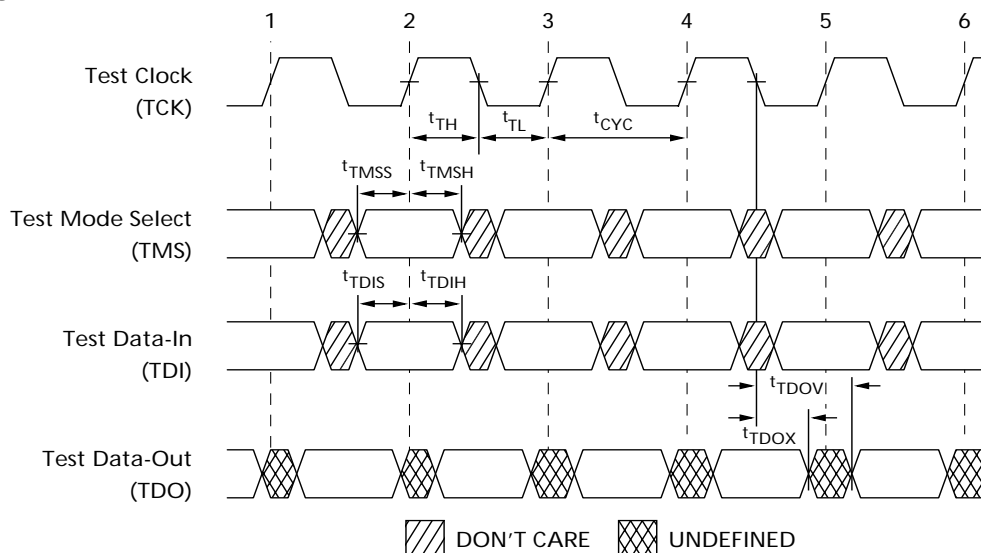 1 2 3 4 5 6
Test Clock
(TCK)
tTH tTL tCYC
tTMSS tTMSH
Test Mode Select
(TMS)
tTDIS tTDIH
Test Data-In
(TDI)
tTDOV
tTDOX
Test Data-Out
(TDO)
DON'T CARE UNDEFINED